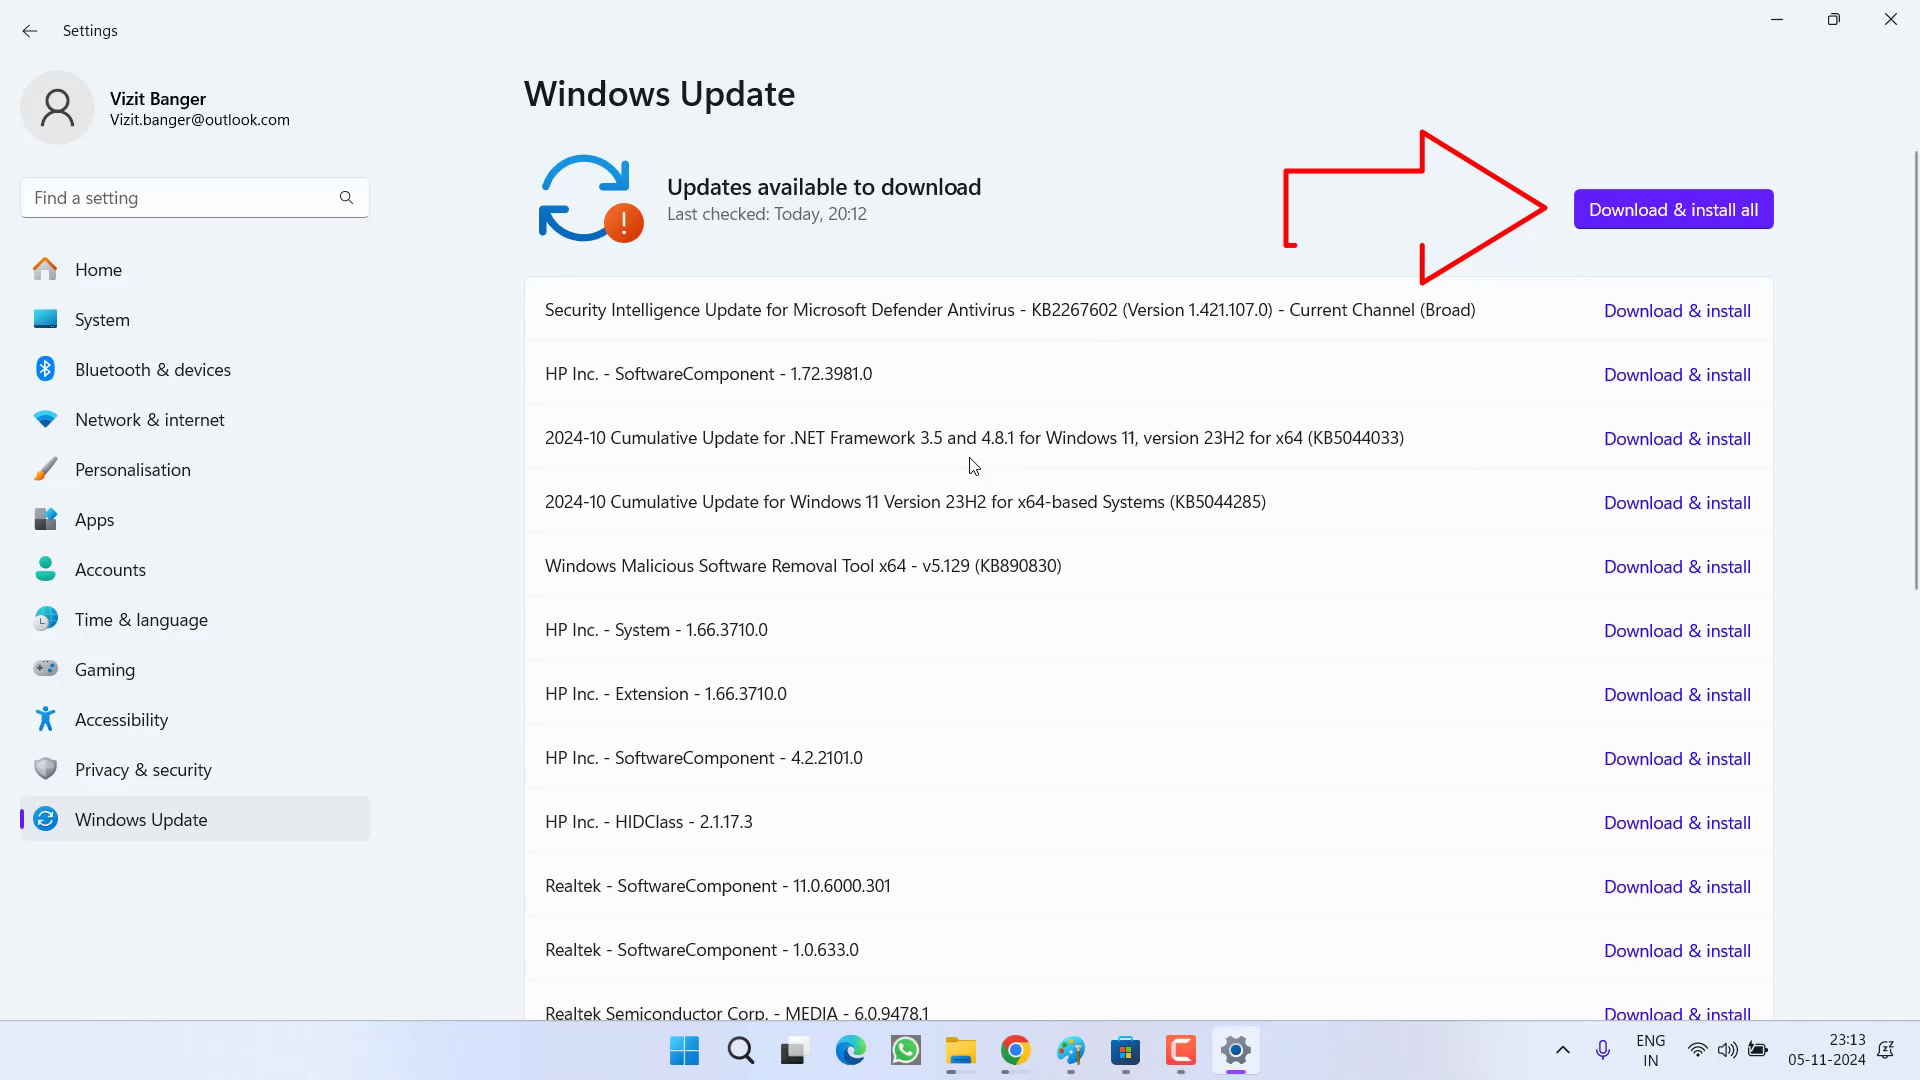 Settings
Vizit Banger
Vizit.banger@outlook.com
Find a setting
Home
System
Bluetooth & devices
Network & internet
Personalisation
Apps
Accounts
Time & language
Gaming
Accessibility
Privacy & security
Windows Update
Windows Update
Updates available to download
Last checked: Today, 20:12
Download & install all
Security Intelligence Update for Microsoft Defender Antivirus - KB2267602 (Version 1.421.107.0) - Current Channel (Broad) Download & install
HP Inc. - SoftwareComponent - 1.72.3981.0 Download & install
2024-10 Cumulative Update for .NET Framework 3.5 and 4.8.1 for Windows 11, version 23H2 for x64 (KB5044033) Download & install
2024-10 Cumulative Update for Windows 11 Version 23H2 for x64-based Systems (KB5044285) Download & install
Windows Malicious Software Removal Tool x64 - v5.129 (KB890830) Download & install
HP Inc. - System - 1.66.3710.0 Download & install
HP Inc. - Extension - 1.66.3710.0 Download & install
HP Inc. - SoftwareComponent - 4.2.2101.0 Download & install
HP Inc. - HIDClass - 2.1.17.3 Download & install
Realtek - SoftwareComponent - 11.0.6000.301 Download & install
Realtek - SoftwareComponent - 1.0.633.0 Download & install
Realtek Semiconductor Corp. - MEDIA - 6.0.9478.1 Download & install
ENG
IN
23:13
05-11-2024